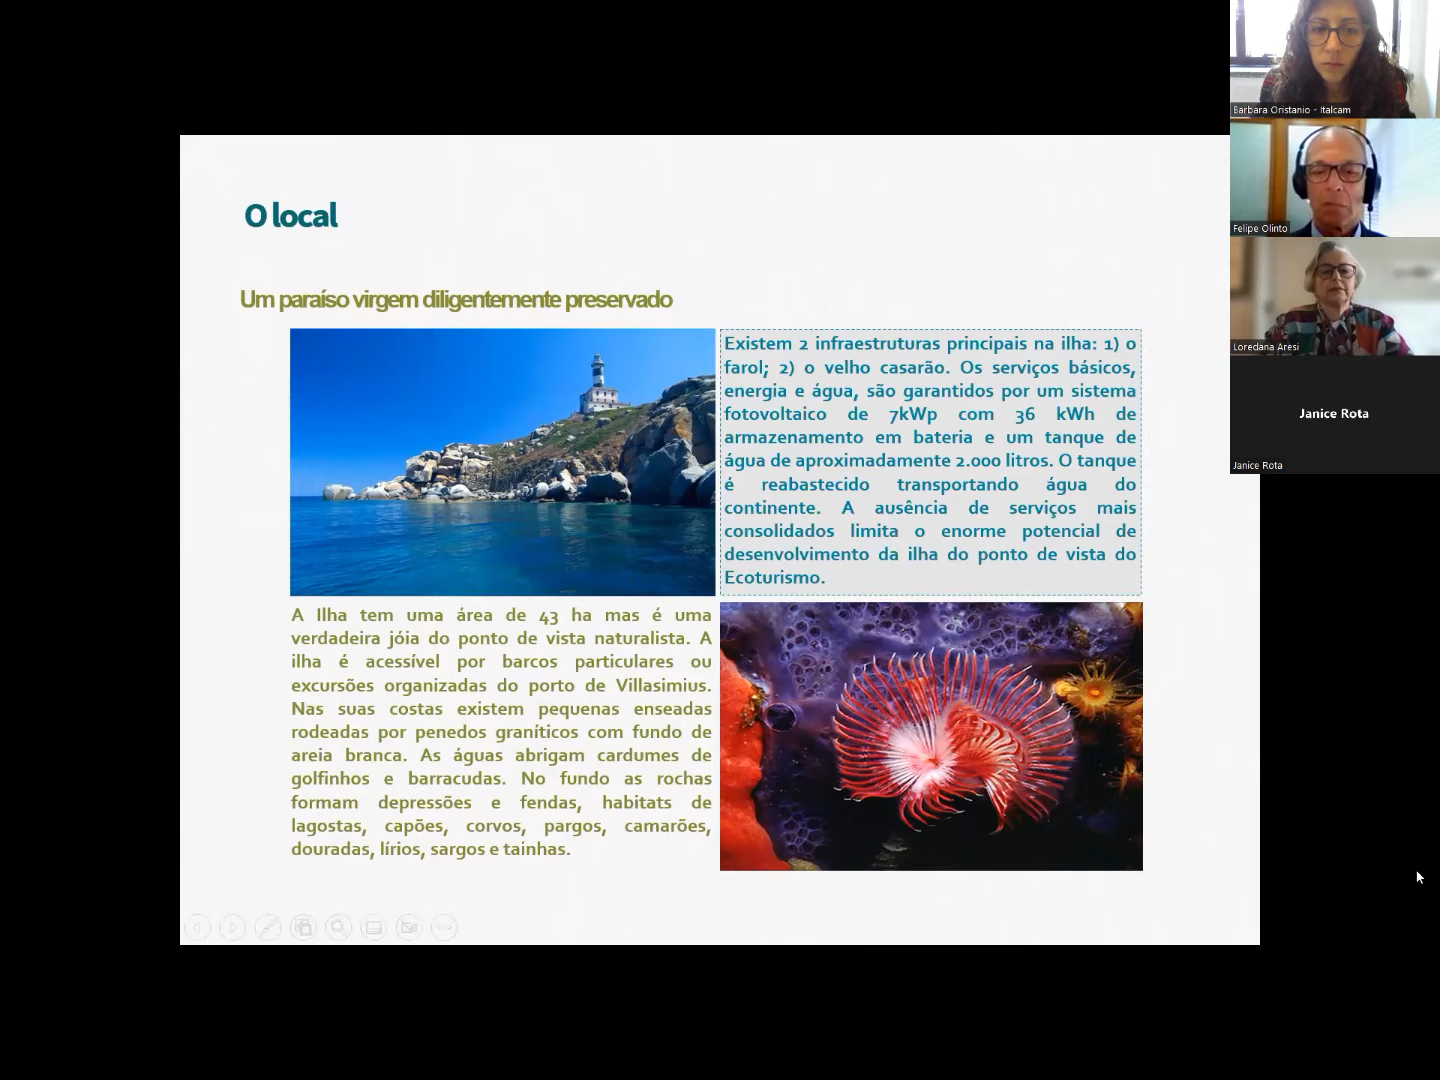 O local
Um paraíso virgem diligentemente preservado
Existem 2 infraestruturas principais na ilha: 1) o
farol; 2) o velho casarão. Os serviços básicos,
energia e água, são garantidos por um sistema
fotovoltaico de 7kWp com 36 kWh de
armazenamento em bateria e um tanque de
água de aproximadamente 2.000 litros. O tanque
é reabastecido transportando água do
continente. A ausência de serviços mais
consolidados limita o enorme potencial de
desenvolvimento da ilha do ponto de vista do
Ecoturismo.
A Ilha tem uma área de 43 ha mas é uma
verdadeira jóia do ponto de vista naturalista. A
ilha é acessível por barcos particulares ou
excursões organizadas do porto de Villasimius.
Nas suas costas existem pequenas enseadas
rodeadas por penedos graníticos com fundo de
areia branca. As águas abrigam cardumes de
golfinhos e barracudas. No fundo as rochas
formam depressões e fendas, habitats de
lagostas, capões, corvos, pargos, camarões,
douradas, lírios, sargos e tainhas.
Barbara Oristanio - Italcam
Felipe Olinto
Loredana Aresi
Janice Rota
Janice Rota